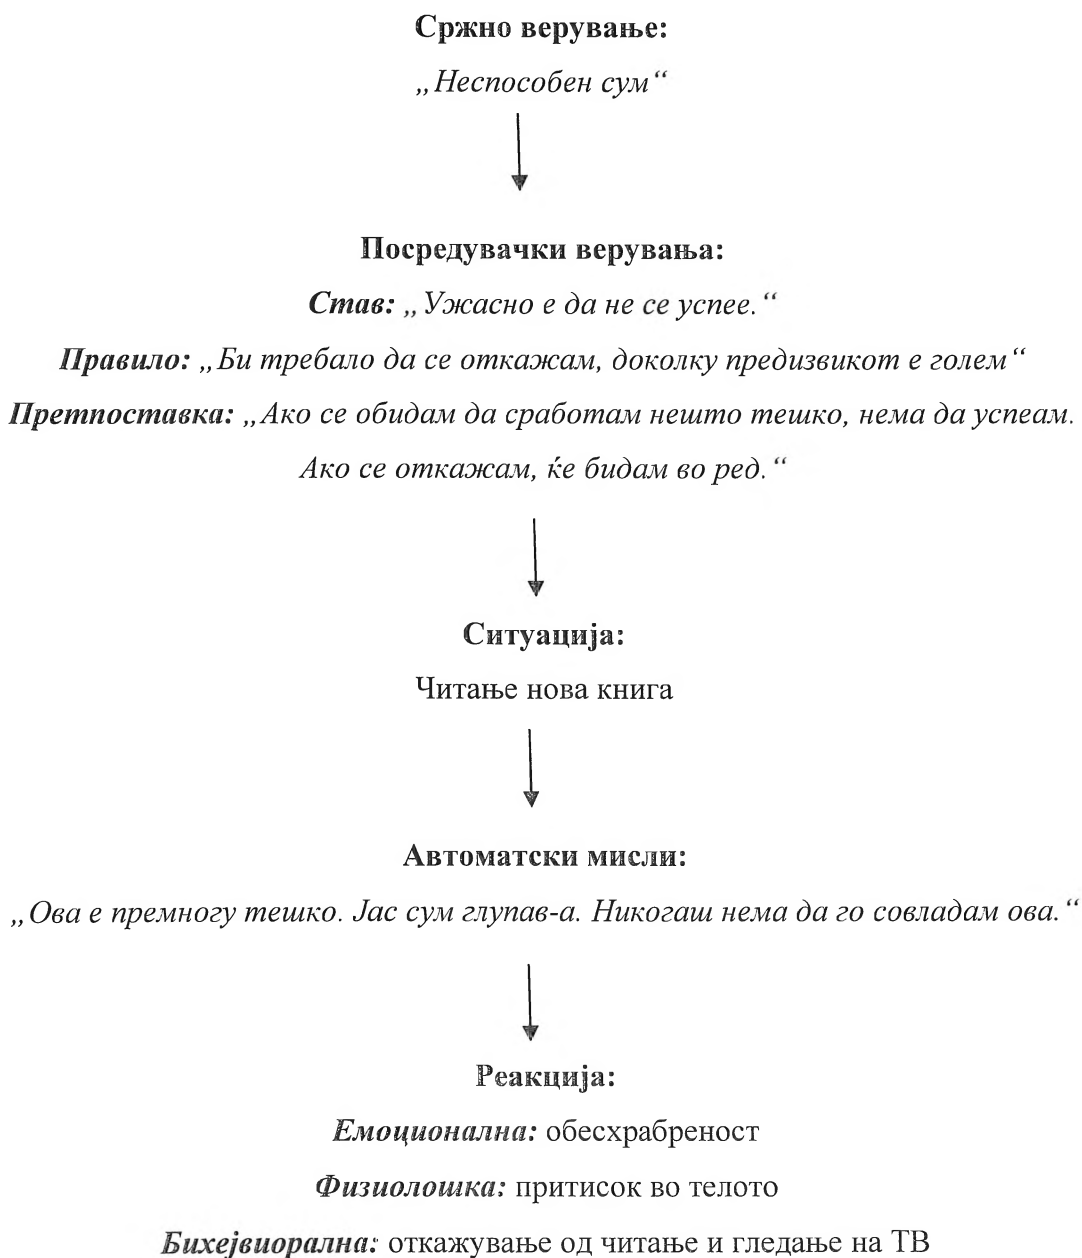 Сржно верување:
„Неспособен сум“
Посредувачки верувања:
Став: „Ужасно е да не се успее.“
Правило: „Би требало да се откажам, доколку предизвикот е голем“
Претпоставка: „Ако се обидам да сработам нешто тешко, нема да успеам.
Ако се откажам, ќе бидам во ред.“
Ситуација:
Читање нова книга
Автоматски мисли:
„Ова е премногу тешко. Јас сум глупав-а. Никогаш нема да го совладам ова.“
Реакција:
Емоционална: обесхрабреност
Физиолошка: притисок во телото
Бихејвиорална: откажување од читање и гледање на ТВ